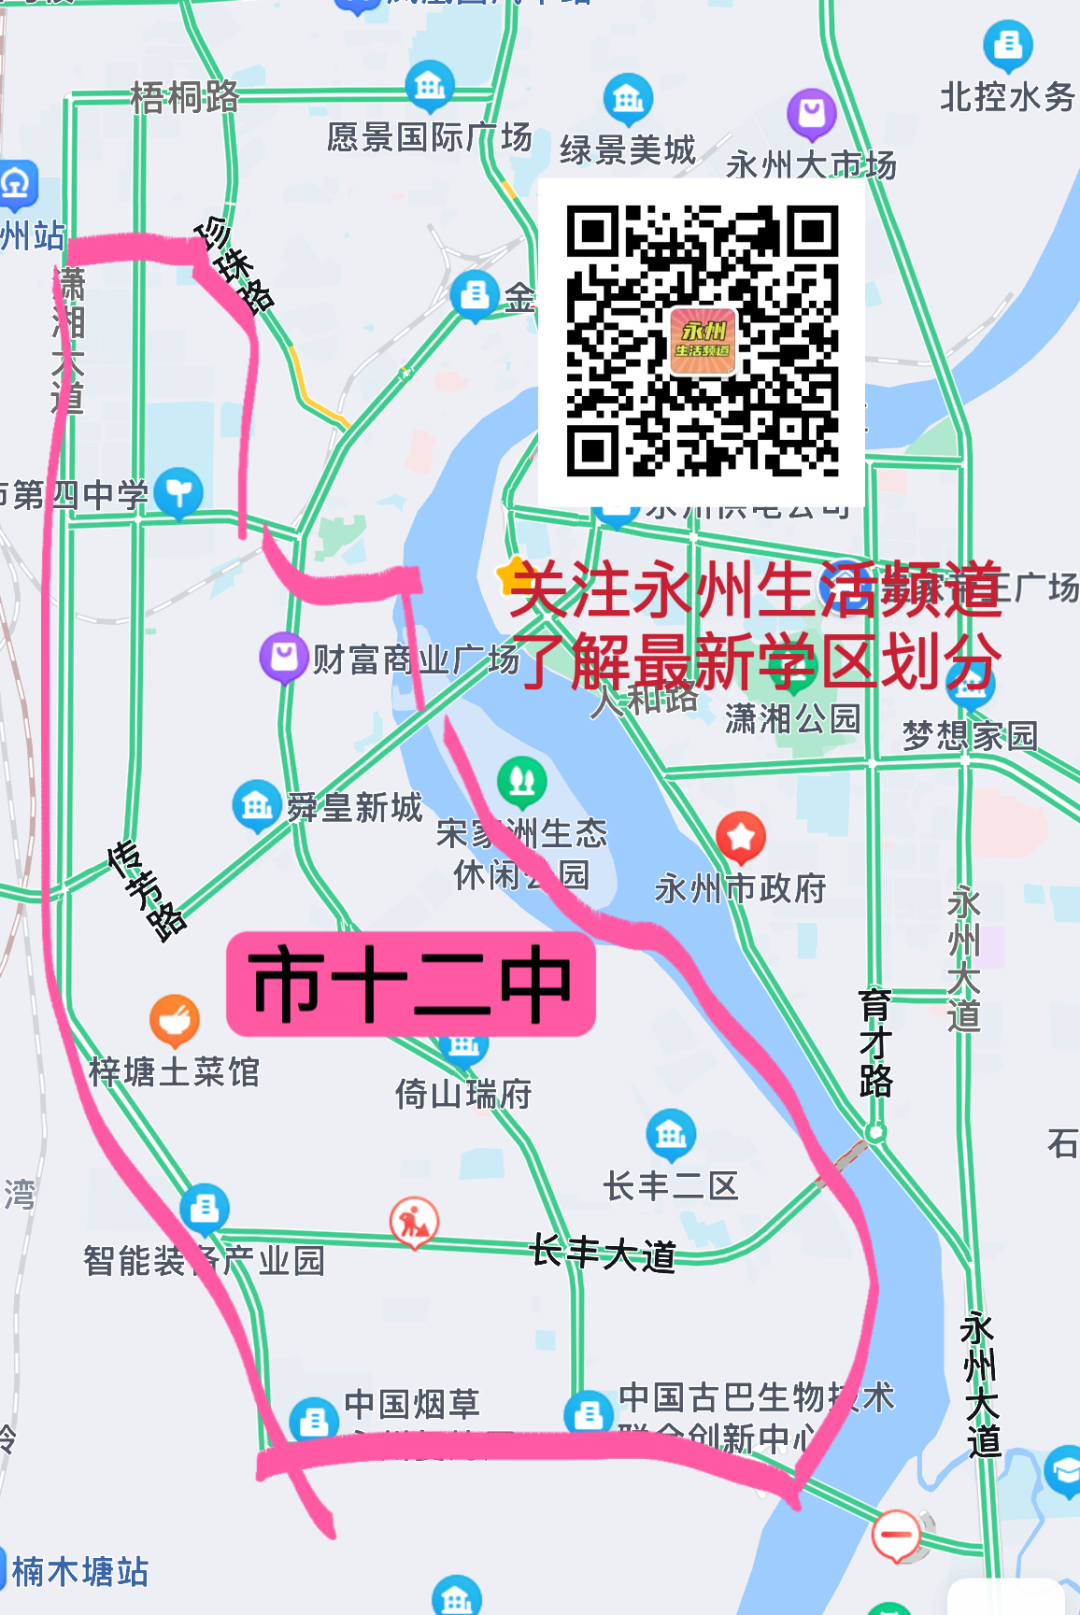 梧桐路
愿景国际广场
绿景美城
永州大市场
北控水务
州站
珍珠路
潇湘大道
金
永州
生活频道
市第四中学
永州供电公司
关注永州生活频道
了解最新学区划分
财富商业广场
人和路
潇湘公园
梦想家园
舜皇新城
宋家洲生态
休闲公园
永州市政府
传芳路
永州大道
市十二中
育才路
梓塘土菜馆
倚山瑞府
石
长丰二区
湾
智能装备产业园
长丰大道
永州大道
中国烟草
中国古巴生物技术
联合创新中心
楠木塘站